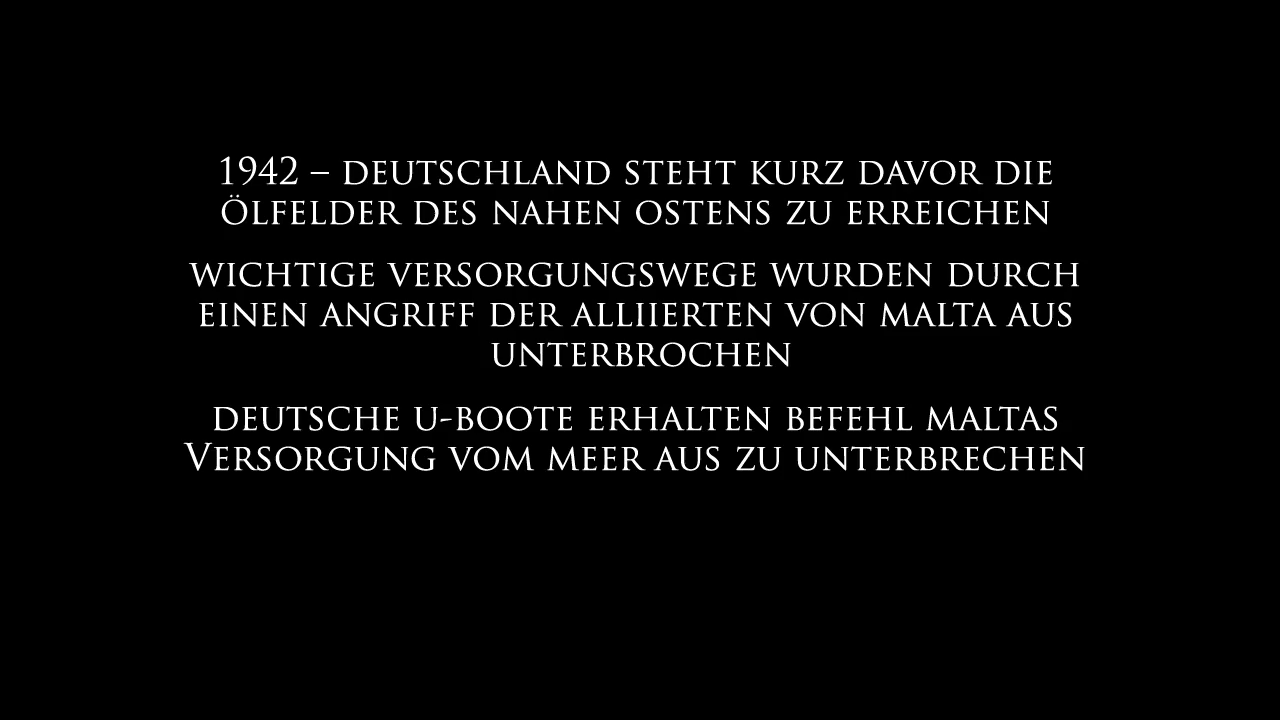 1942 – DEUTSCHLAND STEHT KURZ DAVOR DIE
ÖLFELDER DES NAHEN OSTENS ZU ERREICHEN
WICHTIGE VERSORGUNGSWEGE WURDEN DURCH
EINEN ANGRIFF DER ALLIIERTEN VON MALTA AUS
UNTERBROCHEN
DEUTSCHE U-BOOTE ERHALTEN BEFEHL MALTAS
VERSORGUNG VOM MEER AUS ZU UNTERBRECHEN